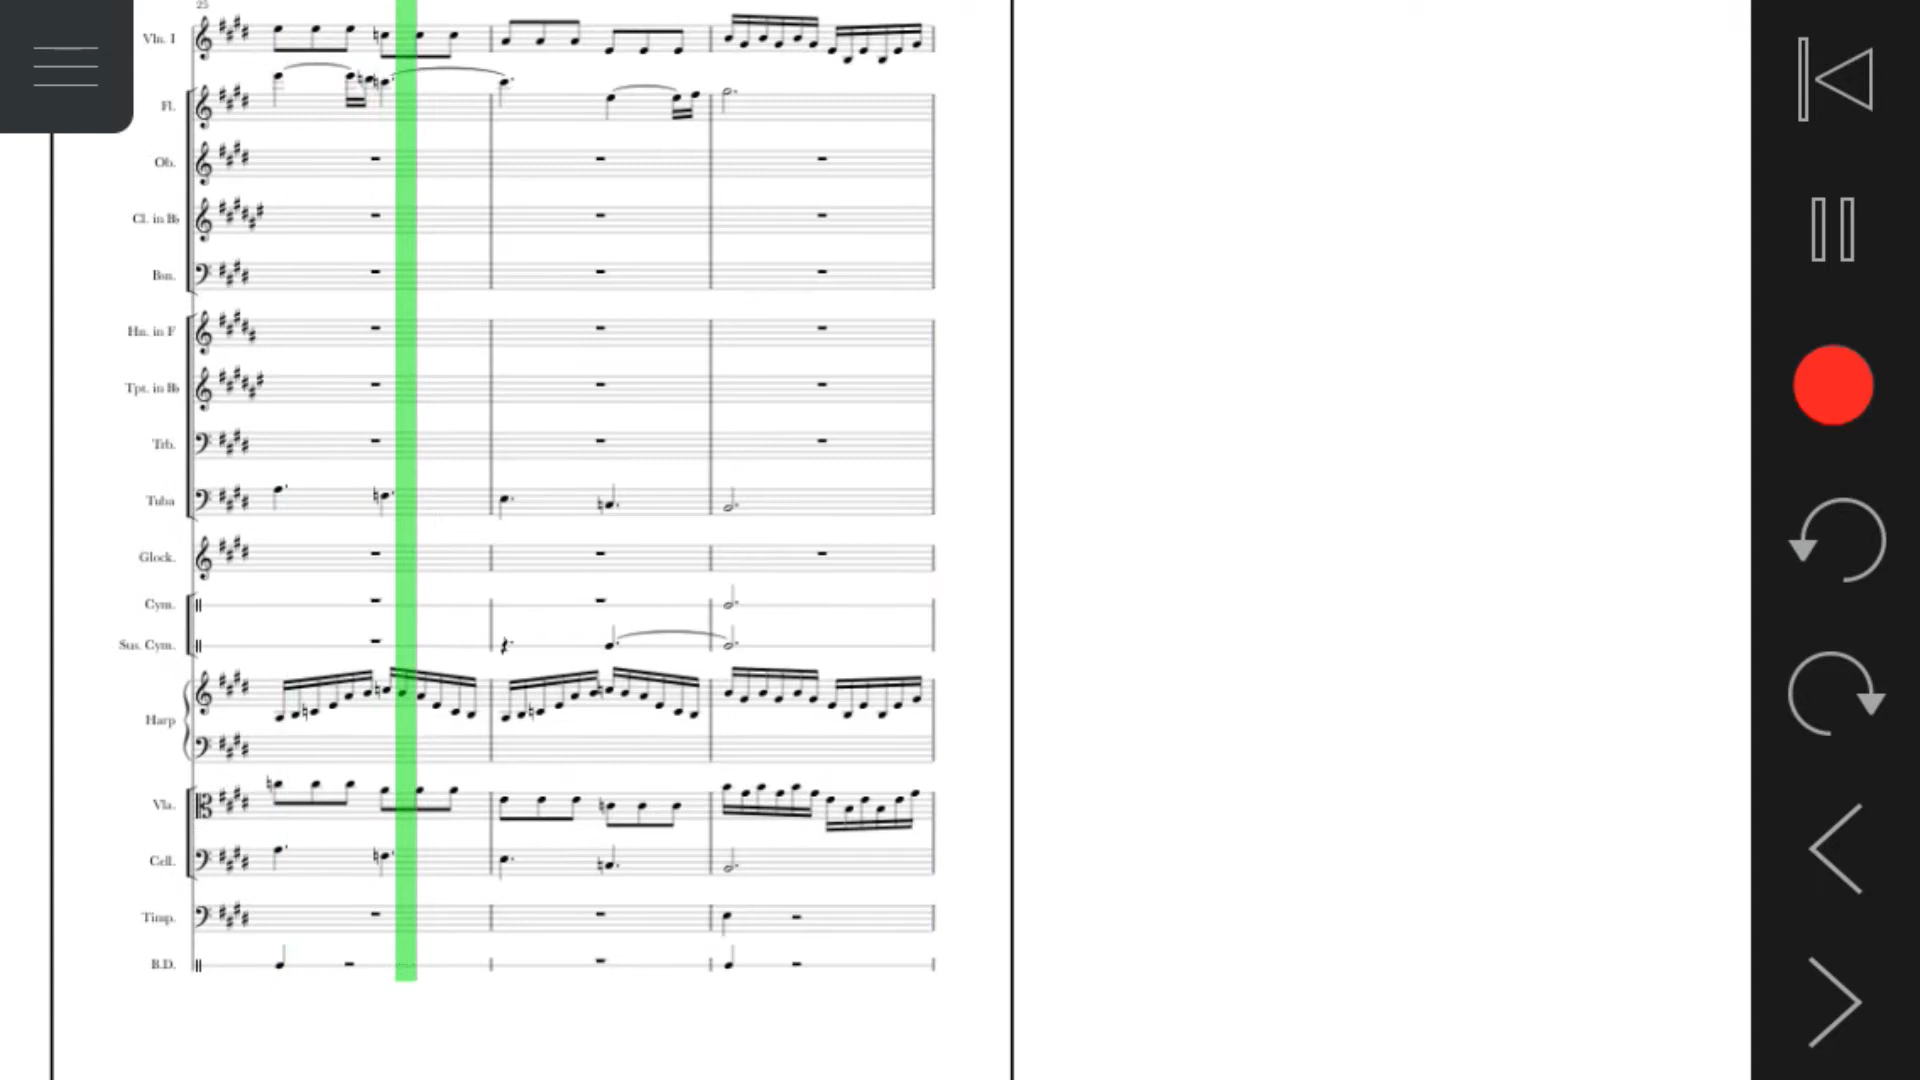 25
Vln. I
Fl.
Ob.
Cl. in B♭
Bsn.
Hn. in F
Tpt. in B♭
Trb.
Tuba
Glock.
Cym.
Sus. Cym.
Harp
Vla.
Cell.
Timp.
B.D.